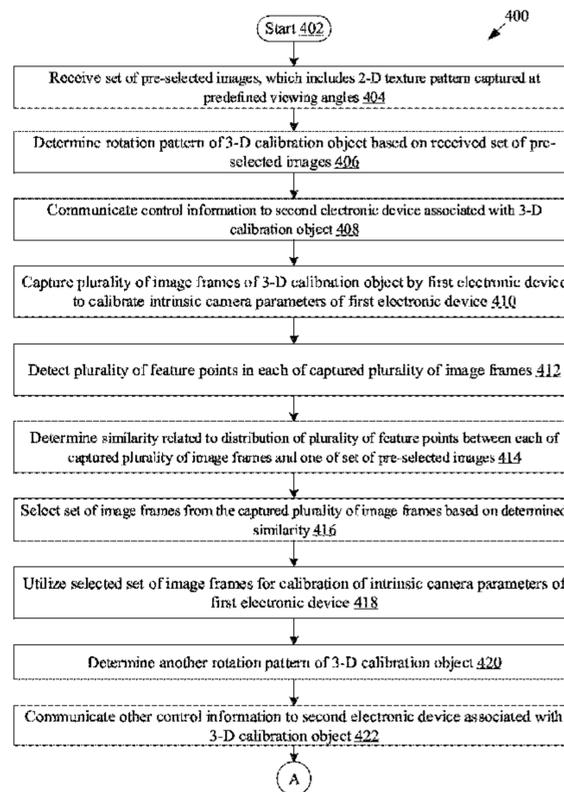 400
Start 402
Receive set of pre-selected images, which includes 2-D texture pattern captured at
predefined viewing angles 404
Determine rotation pattern of 3-D calibration object based on received set of pre-
selected images 406
Communicate control information to second electronic device associated with 3-D
calibration object 408
Capture plurality of image frames of 3-D calibration object by first electronic device
to calibrate intrinsic camera parameters of first electronic device 410
Detect plurality of feature points in each of captured plurality of image frames 412
Determine similarity related to distribution of plurality of feature points between each of
captured plurality of image frames and one of set of pre-selected images 414
Select set of image frames from the captured plurality of image frames based on determined
similarity 416
Utilize selected set of image frames for calibration of intrinsic camera parameters of
first electronic device 418
Determine another rotation pattern of 3-D calibration object 420
Communicate other control information to second electronic device associated with
3-D calibration object 422
A